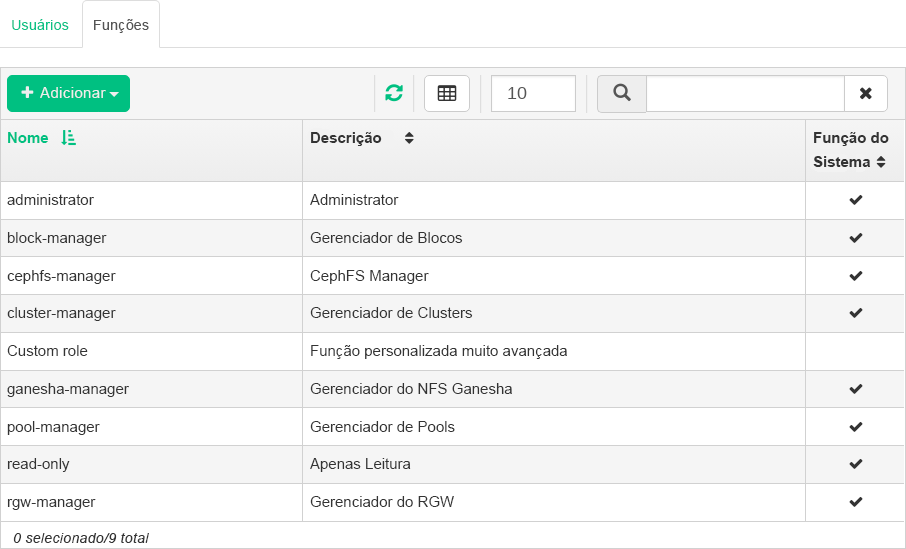 Usuários Funções
Adicionar 10
Nome Descrição Função do Sistema
administrator Administrator
block-manager Gerenciador de Blocos
cephfs-manager CephFS Manager
cluster-manager Gerenciador de Clusters
Custom role Função personalizada muito avançada
ganesha-manager Gerenciador do NFS Ganesha
pool-manager Gerenciador de Pools
read-only Apenas Leitura
rgw-manager Gerenciador do RGW
0 selecionado/9 total